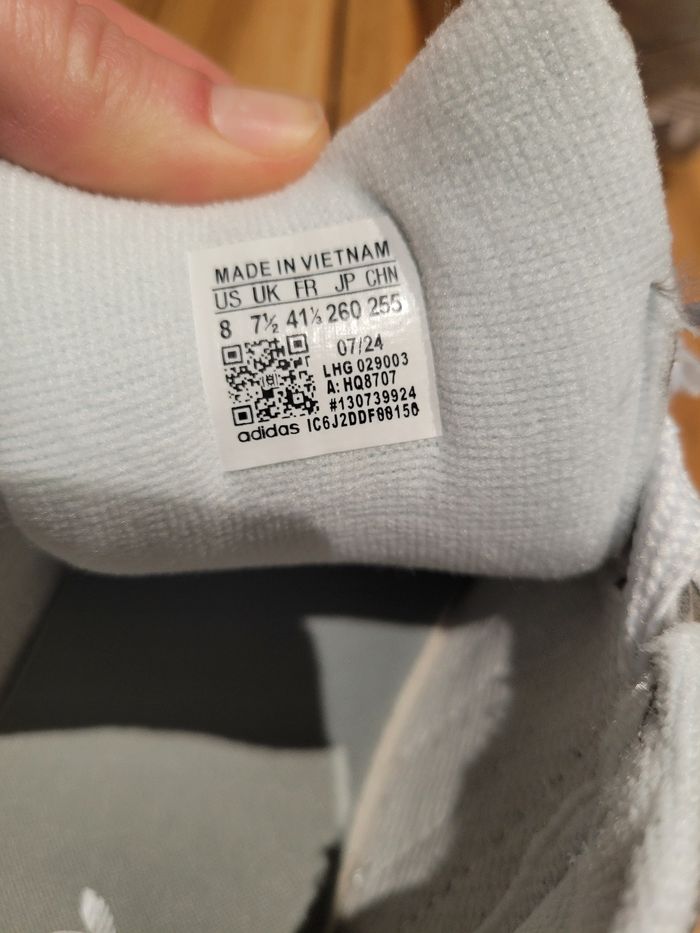 MADE IN VIETNAM
US UK FR JP CHN
8 7½ 41⅓ 260 255
07/24
LHG 029003
A: HQ8707
#130739924
adidas